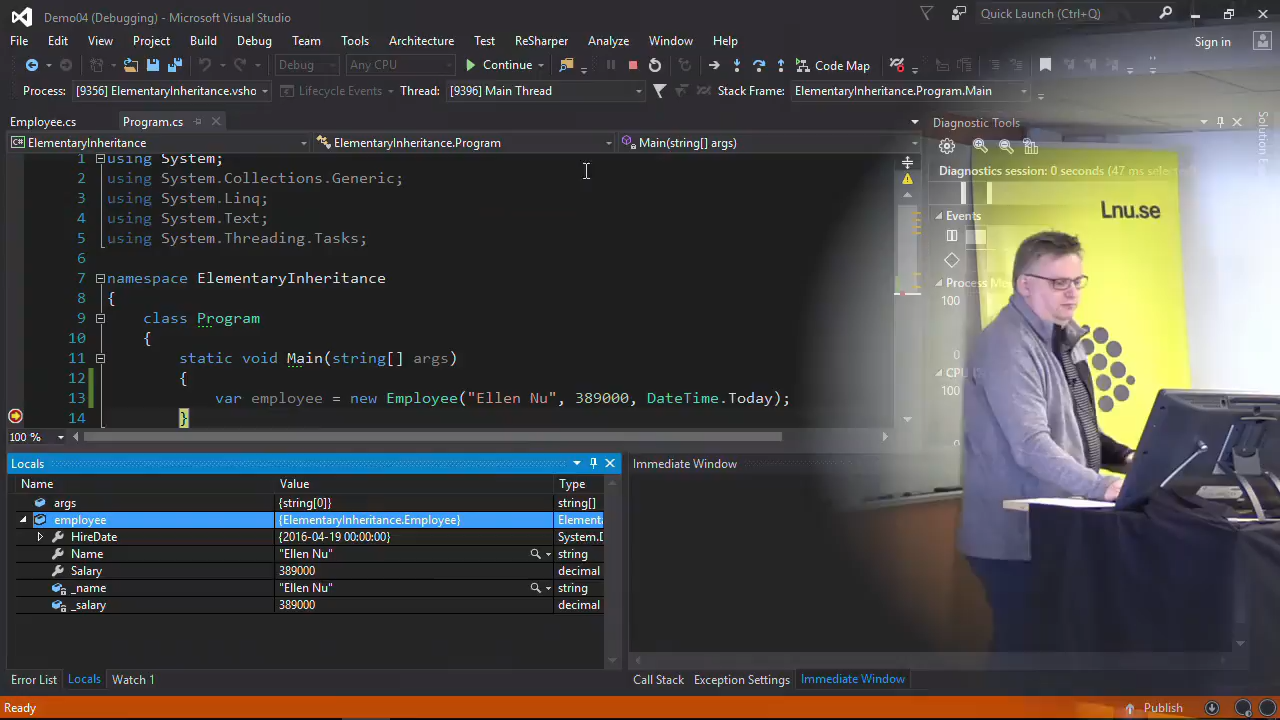 Demo04 (Debugging) - Microsoft Visual Studio
Quick Launch (Ctrl+Q)
File Edit View Project Build Debug Team Tools Architecture Test ReSharper Analyze Window Help
Sign in
Debug Any CPU Continue Code Map
Process: [9356] ElementaryInheritance.vsho Lifecycle Events Thread: [9396] Main Thread Stack Frame: ElementaryInheritance.Program.Main
Employee.cs Program.cs
Diagnostic Tools
ElementaryInheritance ElementaryInheritance.Program Main(string[] args)
Diagnostics session: 0 seconds (47 ms
1 using System;
2 using System.Collections.Generic;
3 using System.Linq;
4 using System.Text;
5 using System.Threading.Tasks;
6
7 namespace ElementaryInheritance
8 {
9 class Program
10 {
11 static void Main(string[] args)
12 {
13 var employee = new Employee("Ellen Nu", 389000, DateTime.Today);
14 }
100 %
Events
100
0
100
0
Lnu.se
Locals
Name Value Type
args {string[0]} string[]
employee {ElementaryInheritance.Employee} Element
HireDate {2016-04-19 00:00:00} System.D
Name "Ellen Nu" string
Salary 389000 decimal
_name "Ellen Nu" string
_salary 389000 decimal
Immediate Window
Error List Locals Watch 1
Call Stack Exception Settings Immediate Window
Ready
Publish